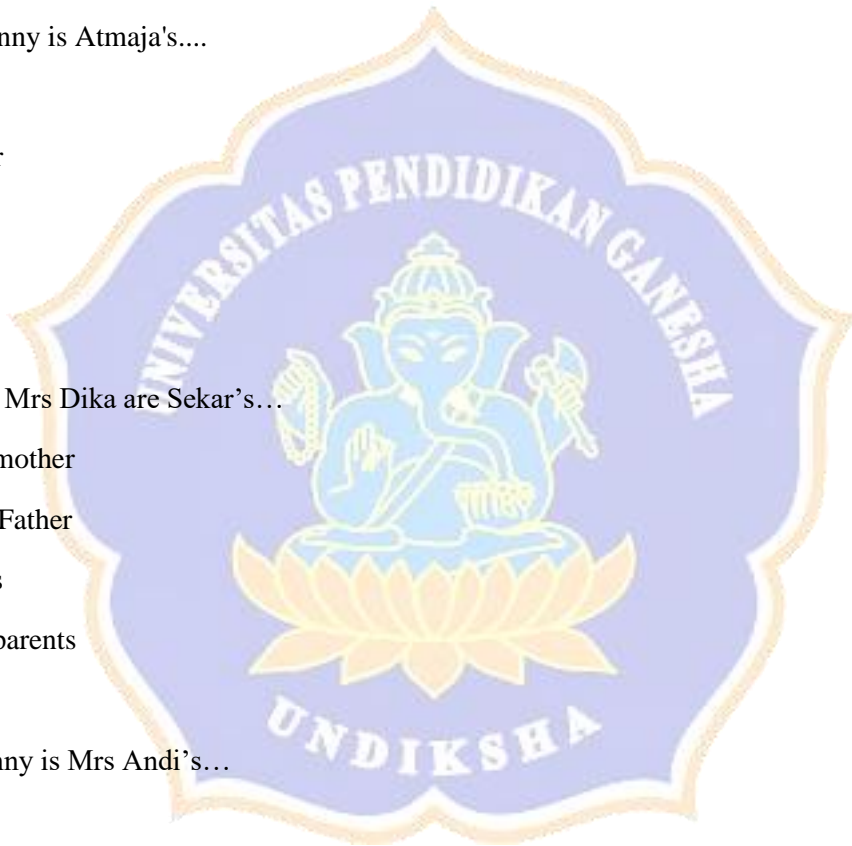 nny is Atmaja's....
r
UNIVERSITAS PENDIDIKAN GANESHA
Mrs Dika are Sekar’s…
mother
Father
s
parents
UNDIKSHA
nny is Mrs Andi’s…